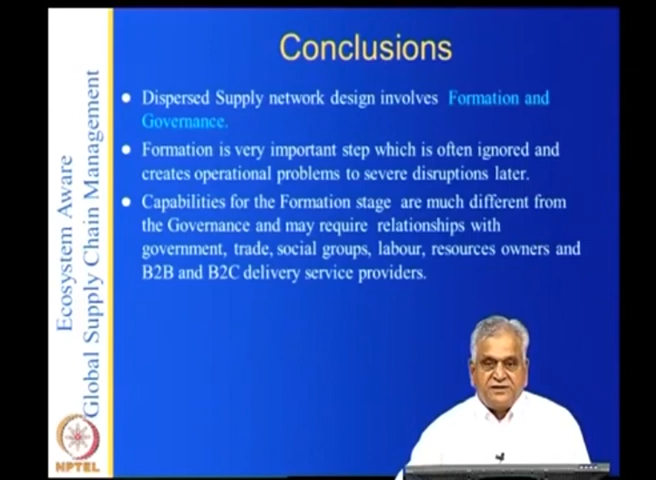 Conclusions
Dispersed Supply network design involves Formation and
Governance.
Formation is very important step which is often ignored and
creates operational problems to severe disruptions later.
Capabilities for the Formation stage are much different from
the Governance and may require relationships with
government, trade, social groups, labour, resources owners and
B2B and B2C delivery service providers.
Ecosystem Aware
Global Supply Chain Management
NPTEL